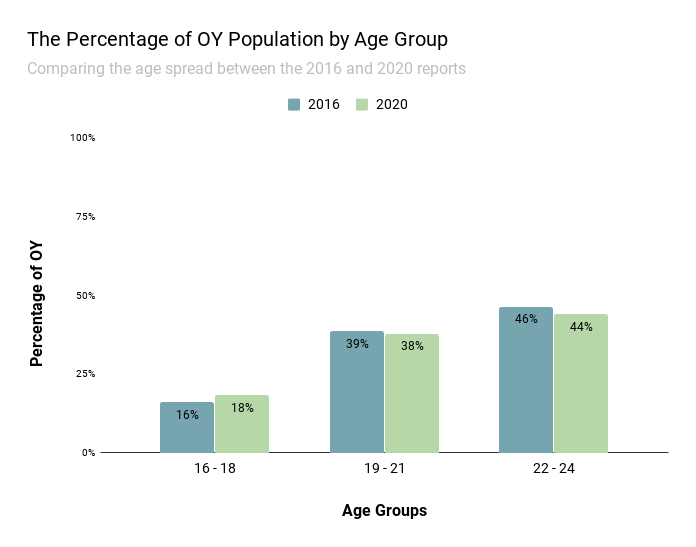 The Percentage of OY Population by Age Group
Comparing the age spread between the 2016 and 2020 reports
2016 2020
100%
75%
50%
25%
0%
Percentage of OY
16% 18%
39% 38%
46% 44%
16 - 18 19 - 21 22 - 24
Age Groups